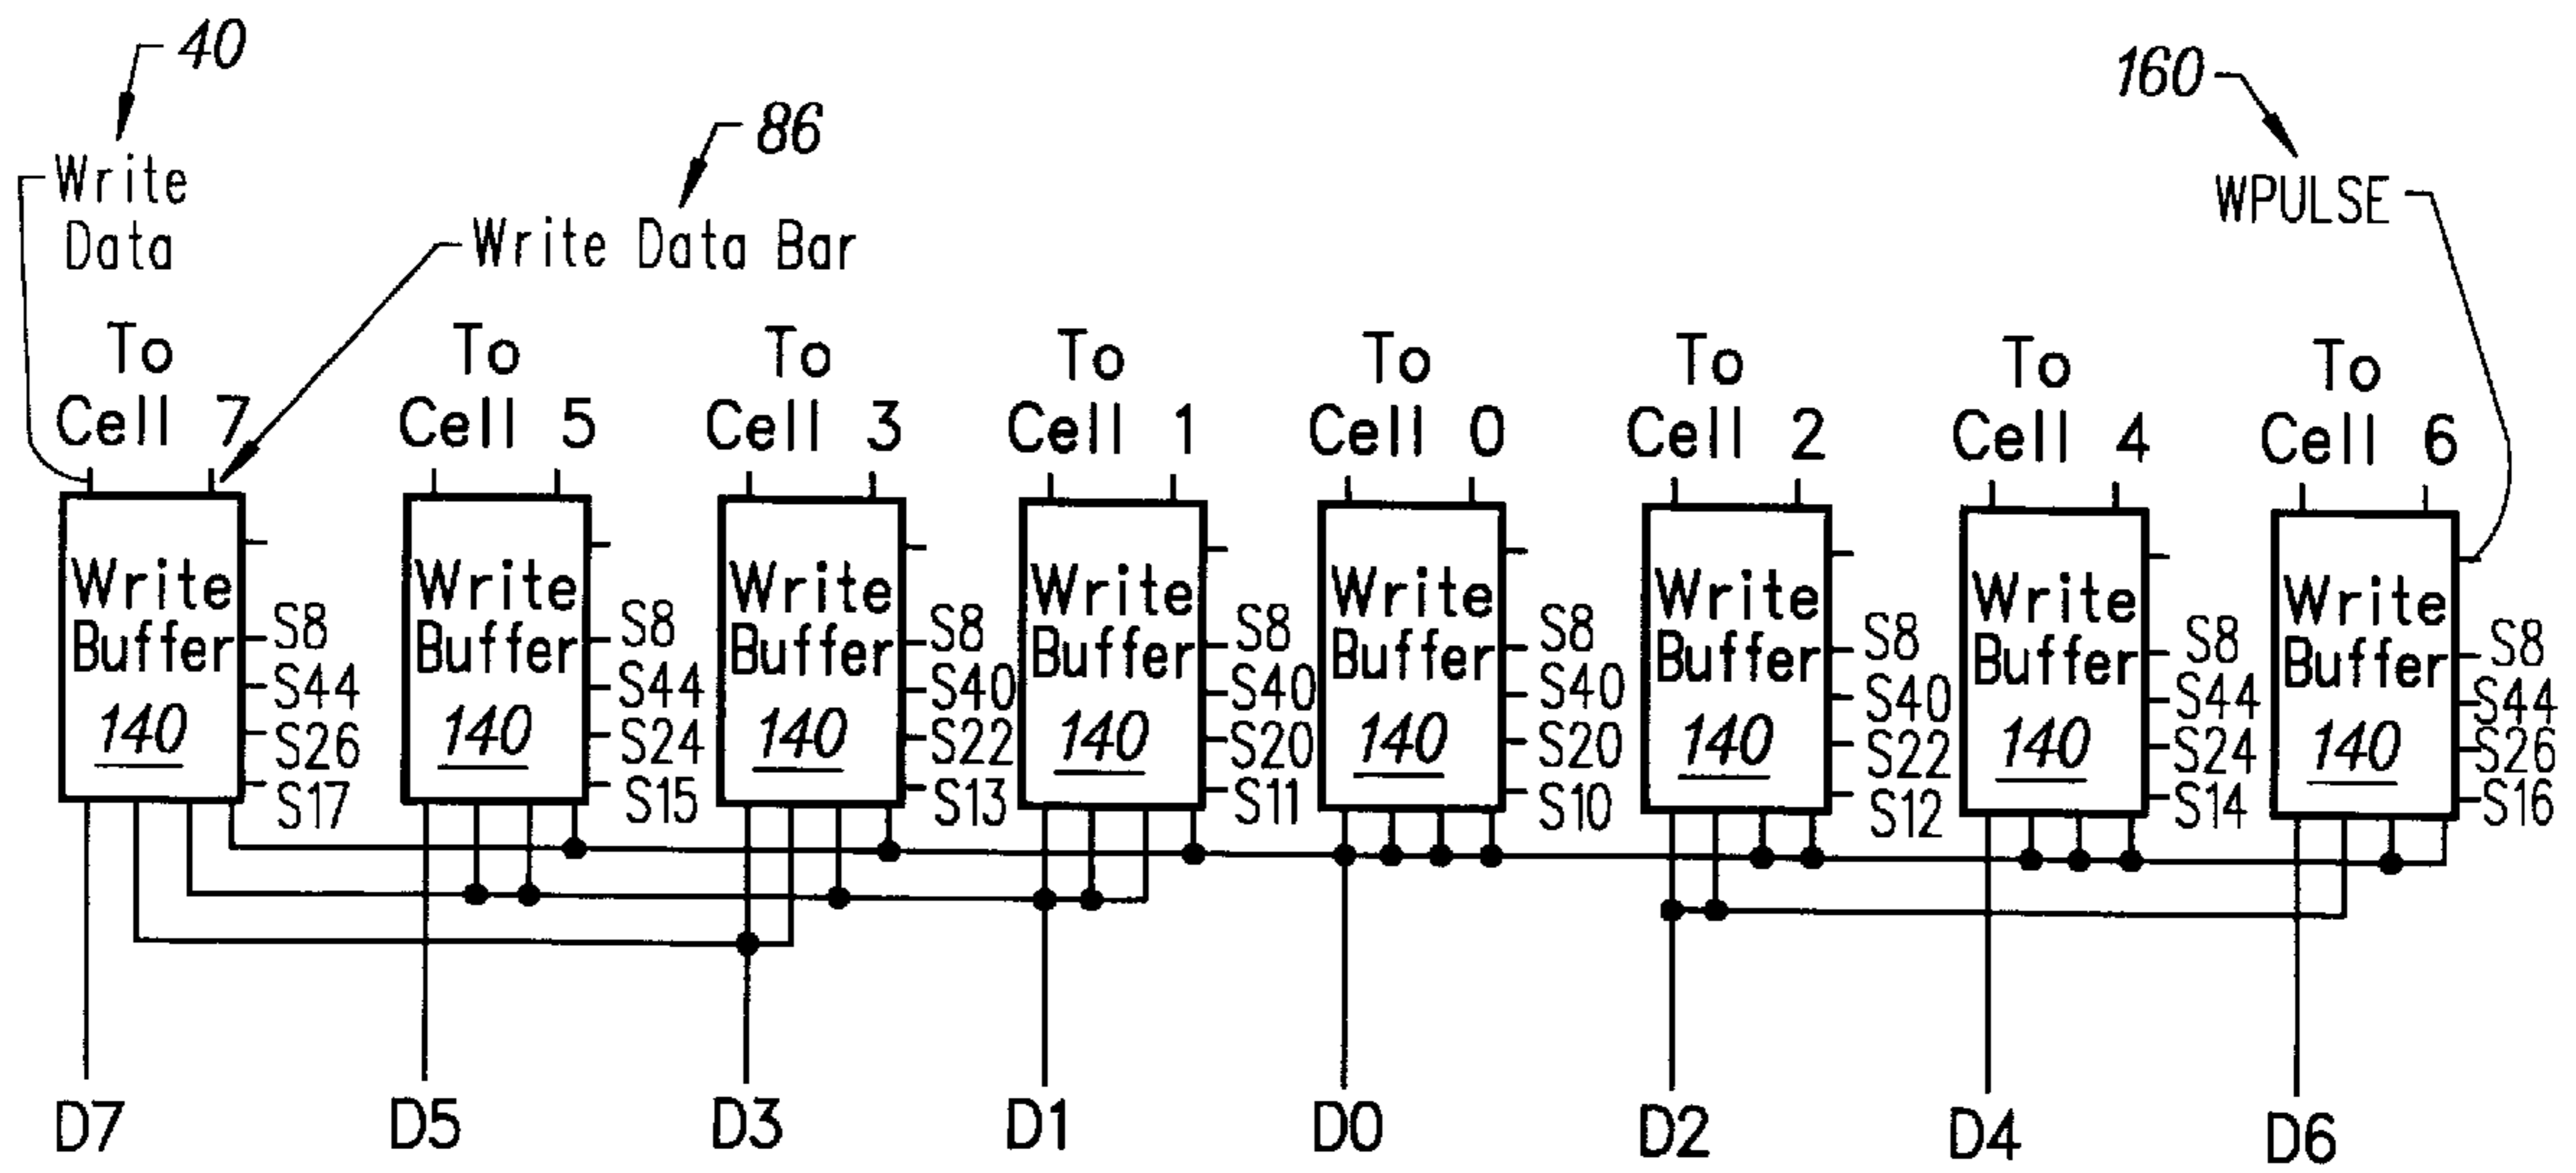 40
160
86
Write
Data
WPULSE
Write Data Bar
To
Cell 7
To
Cell 5
To
Cell 3
To
Cell 1
To
Cell 0
To
Cell 2
To
Cell 4
To
Cell 6
Write
Buffer
140
S8
S44
S26
S17
Write
Buffer
140
S8
S44
S24
S15
Write
Buffer
140
S8
S40
S22
S13
Write
Buffer
140
S8
S40
S20
S11
Write
Buffer
140
S8
S40
S20
S10
Write
Buffer
140
S8
S40
S22
S12
Write
Buffer
140
S8
S44
S24
S14
Write
Buffer
140
S8
S44
S26
S16
D7
D5
D3
D1
D0
D2
D4
D6